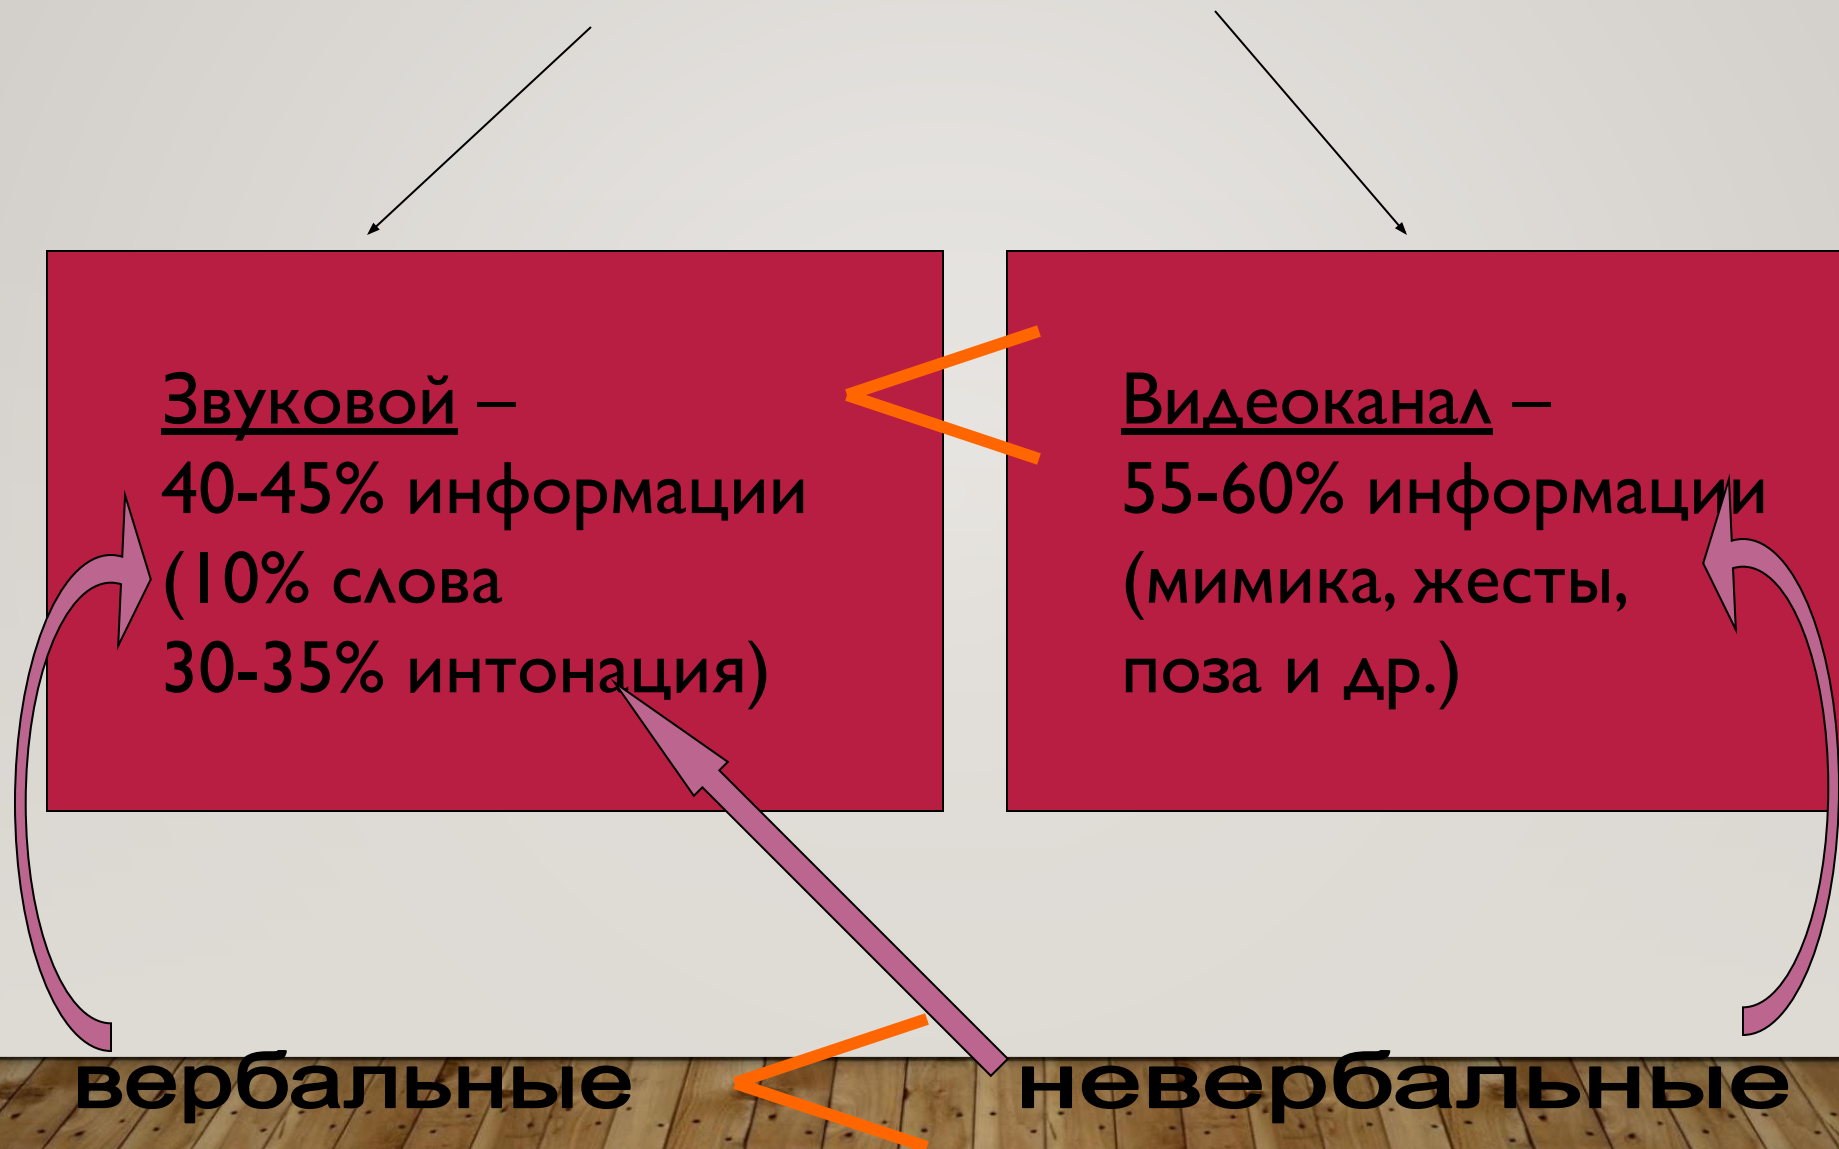 Звуковой –
40-45% информации
(10% слова
30-35% интонация)
Видеоканал –
55-60% информации
(мимика, жесты,
поза и др.)
вербальные
невербальные